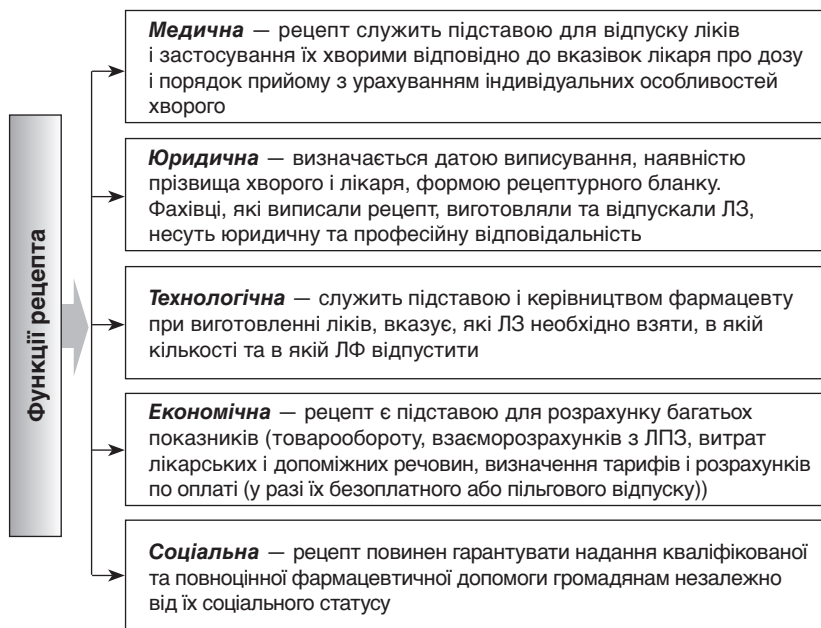 Функції рецепта
Медична — рецепт служить підставою для відпуску ліків
і застосування їх хворими відповідно до вказівок лікаря про дозу
і порядок прийому з урахуванням індивідуальних особливостей
хворого
Юридична — визначається датою виписування, наявністю
прізвища хворого і лікаря, формою рецептурного бланку.
Фахівці, які виписали рецепт, виготовляли та відпускали ЛЗ,
несуть юридичну та професійну відповідальність
Технологічна — служить підставою і керівництвом фармацевту
при виготовленні ліків, вказує, які ЛЗ необхідно взяти, в якій
кількості та в якій ЛФ відпустити
Економічна — рецепт є підставою для розрахунку багатьох
показників (товарообороту, взаєморозрахунків з ЛПЗ, витрат
лікарських і допоміжних речовин, визначення тарифів і розрахунків
по оплаті (у разі їх безоплатного або пільгового відпуску))
Соціальна — рецепт повинен гарантувати надання кваліфікованої
та повноцінної фармацевтичної допомоги громадянам незалежно
від їх соціального статусу